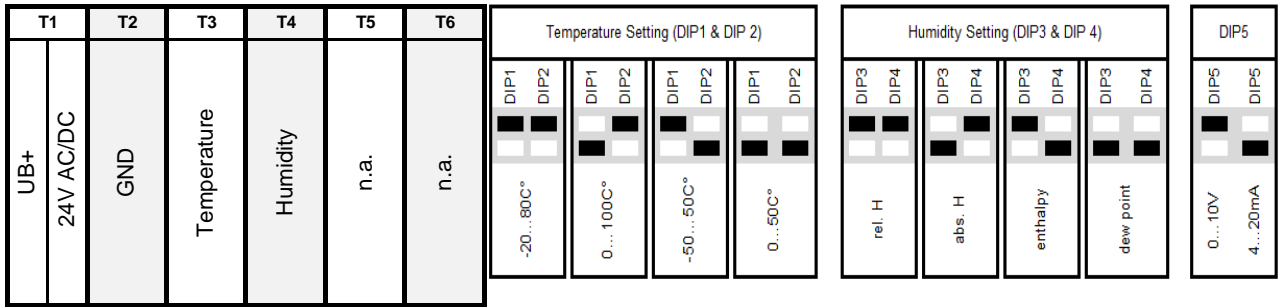 T1 T2 T3 T4 T5 T6
UB+
24V AC/DC
GND
Temperature
Humidity
n.a.
n.a.
Temperature Setting (DIP1 & DIP 2)
DIP1 DIP2 DIP1 DIP2 DIP1 DIP2 DIP1 DIP2
-20...80C°
0...100C°
-50...50C°
0...50C°
Humidity Setting (DIP3 & DIP 4)
DIP3 DIP4 DIP3 DIP4 DIP3 DIP4 DIP3 DIP4
rel. H
abs. H
enthalpy
dew point
DIP5
DIP5 DIP5
0...10V
4...20mA